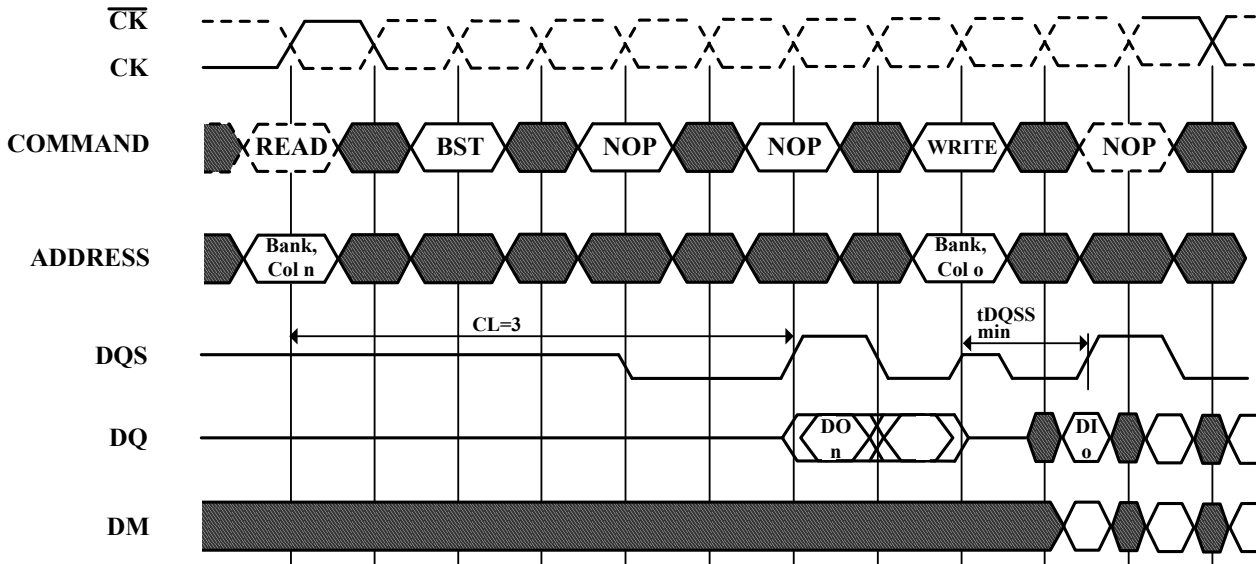 CK
CK
COMMAND
READ
BST
NOP
NOP
WRITE
NOP
ADDRESS
Bank,
Col n
Bank,
Col o
CL=3
tDQSS
min
DQS
DQ
DO
n
DI
o
DM